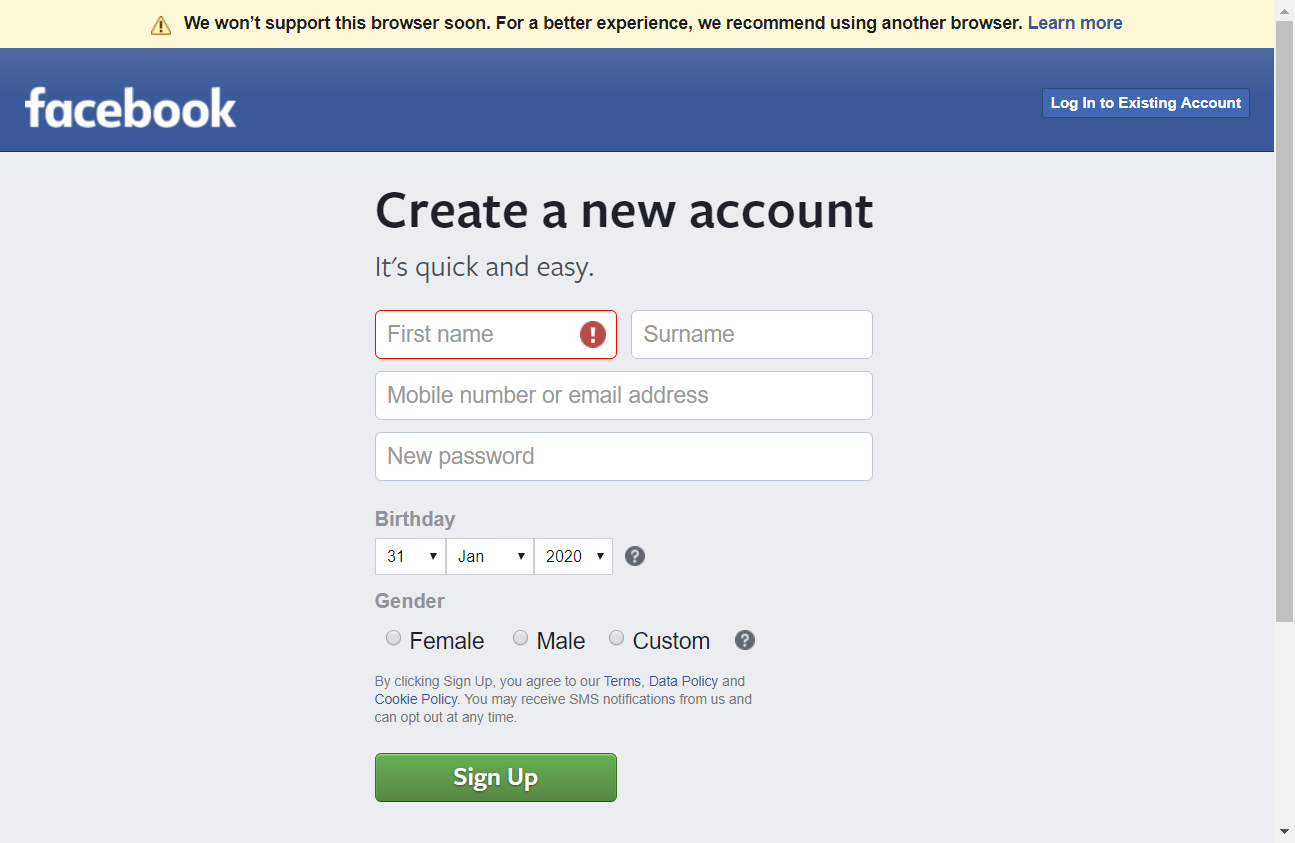 We won’t support this browser soon. For a better experience, we recommend using another browser. Learn more
facebook
Log In to Existing Account
Create a new account
It's quick and easy.
First name
Surname
Mobile number or email address
New password
Birthday
31 Jan 2020
Gender
Female Male Custom
By clicking Sign Up, you agree to our Terms, Data Policy and
Cookie Policy. You may receive SMS notifications from us and
can opt out at any time.
Sign Up